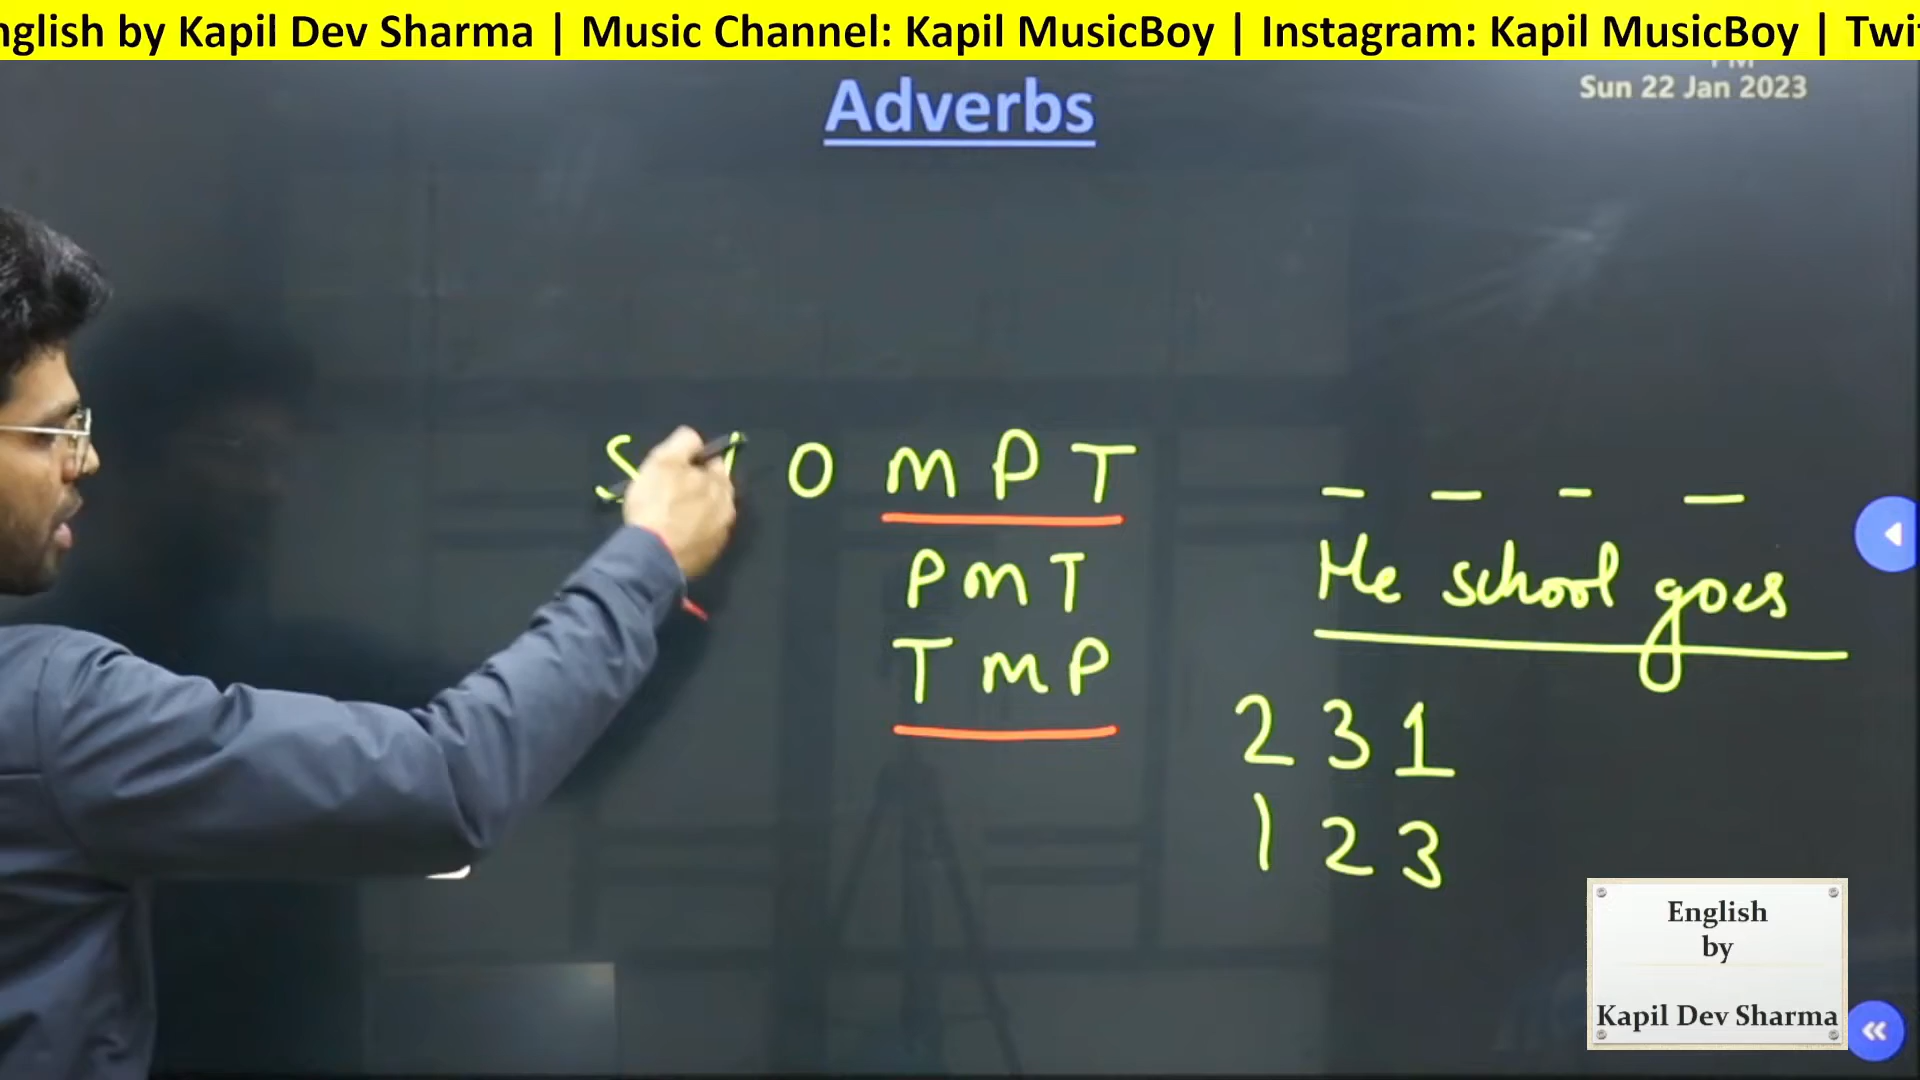 nglish by Kapil Dev Sharma | Music Channel: Kapil MusicBoy | Instagram: Kapil MusicBoy | Twi
Sun 22 Jan 2023
Adverbs
S O M P T
P M T
T M P
He school goes
2 3 1
1 2 3
English
by
Kapil Dev Sharma